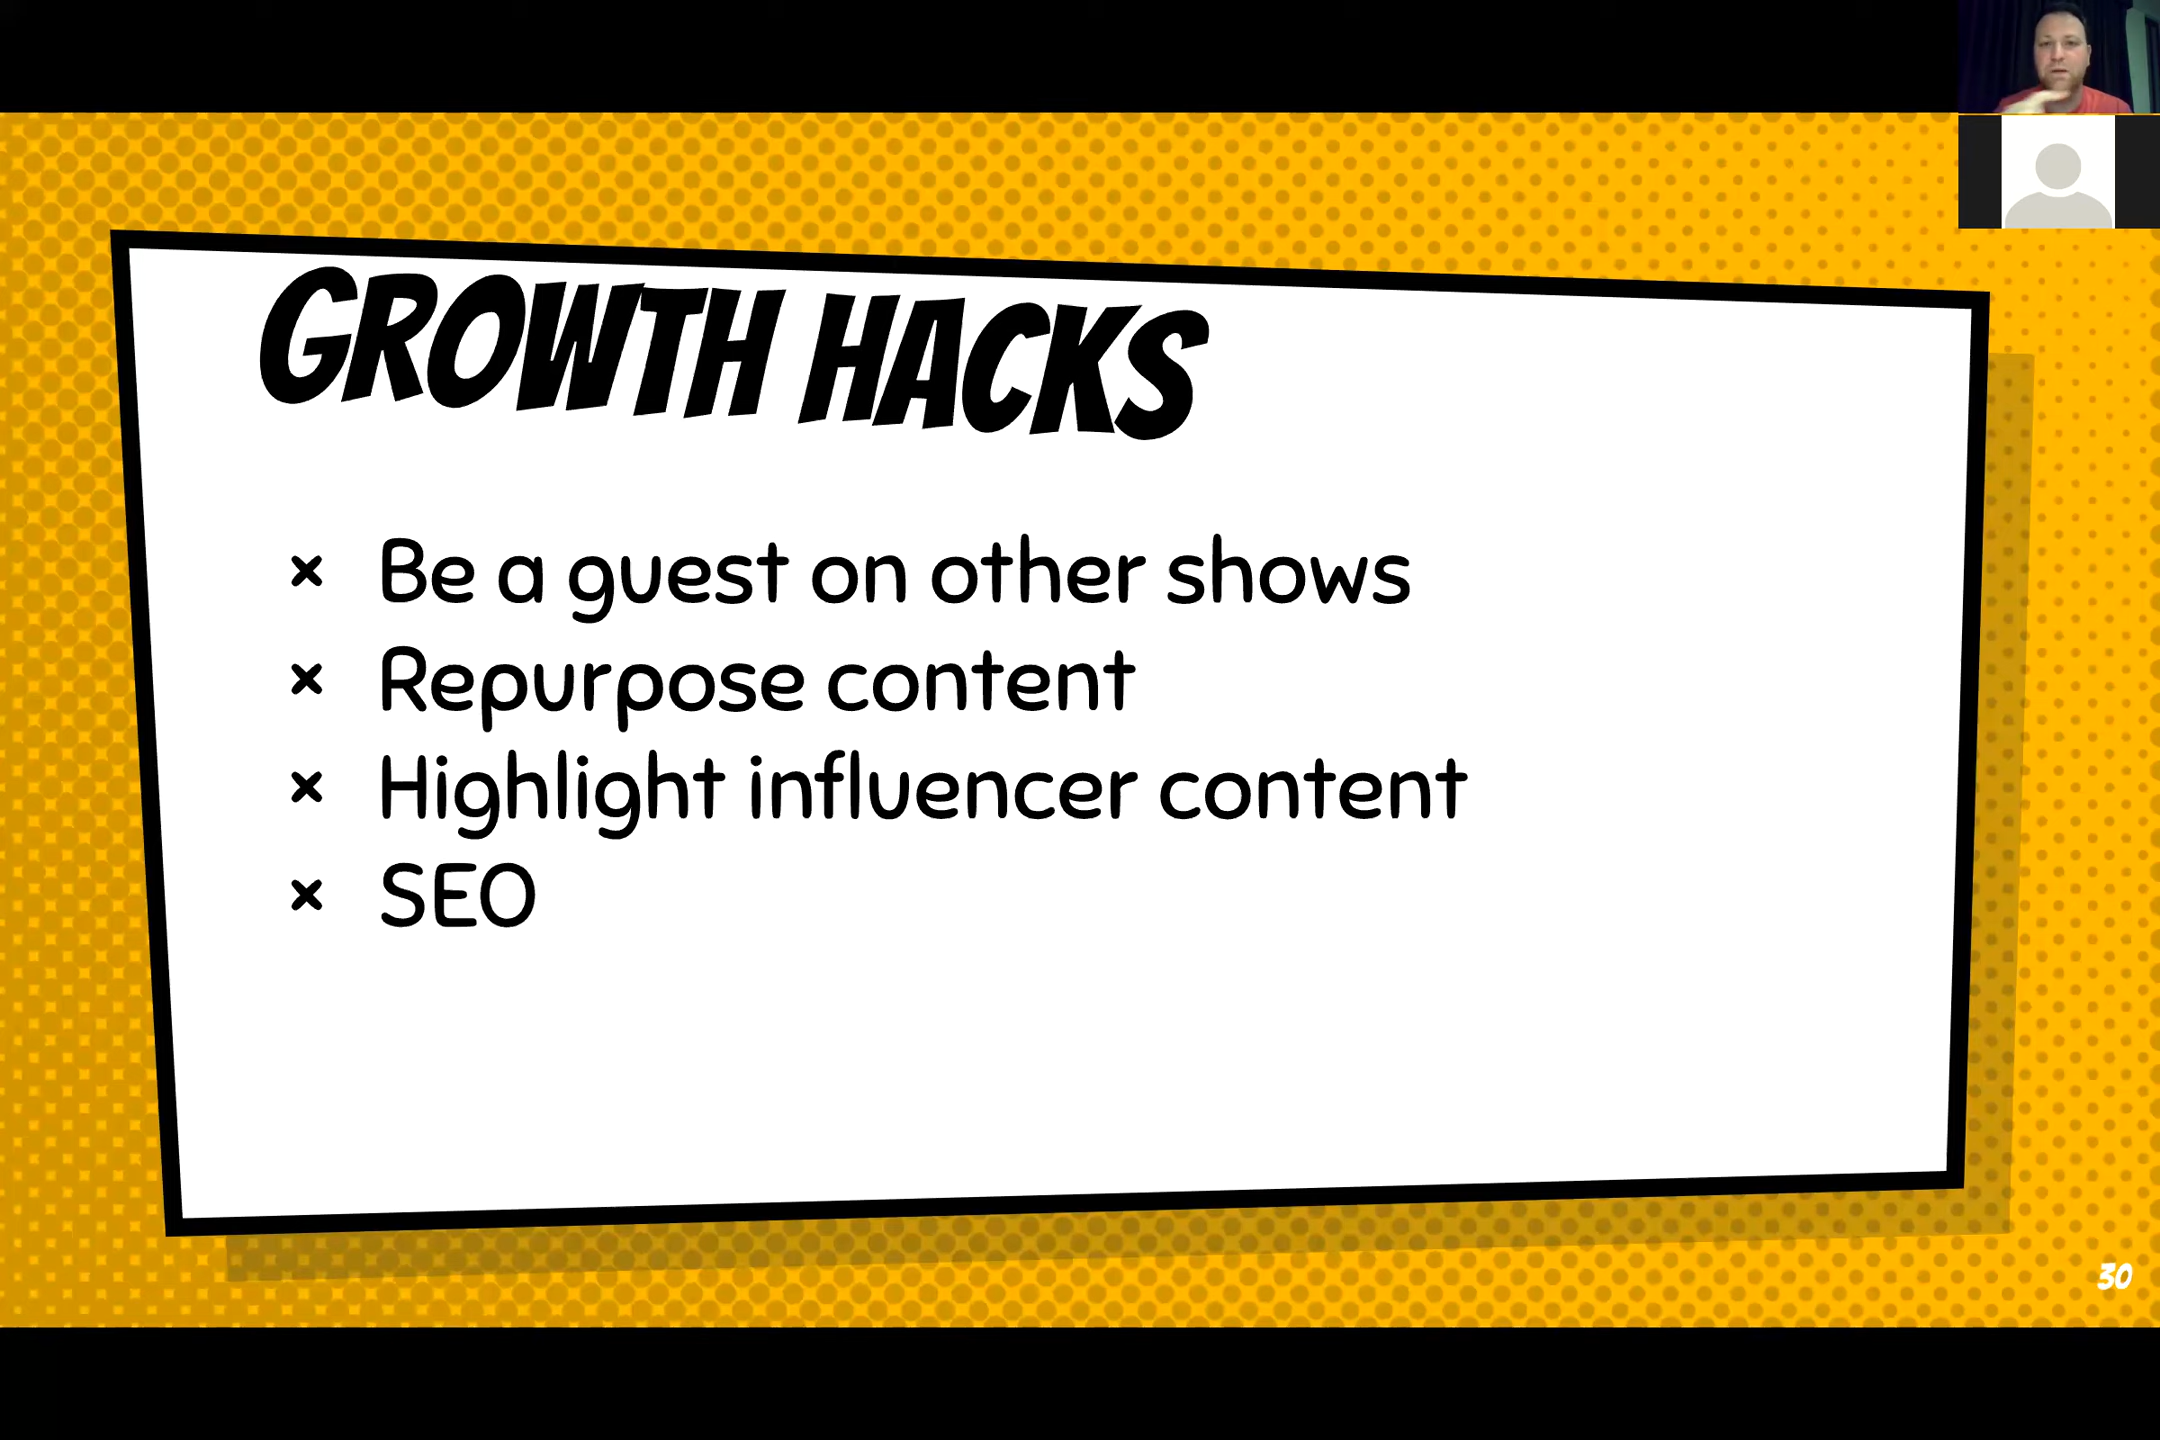 GROWTH HACKS
× Be a guest on other shows
× Repurpose content
× Highlight influencer content
× SEO
30